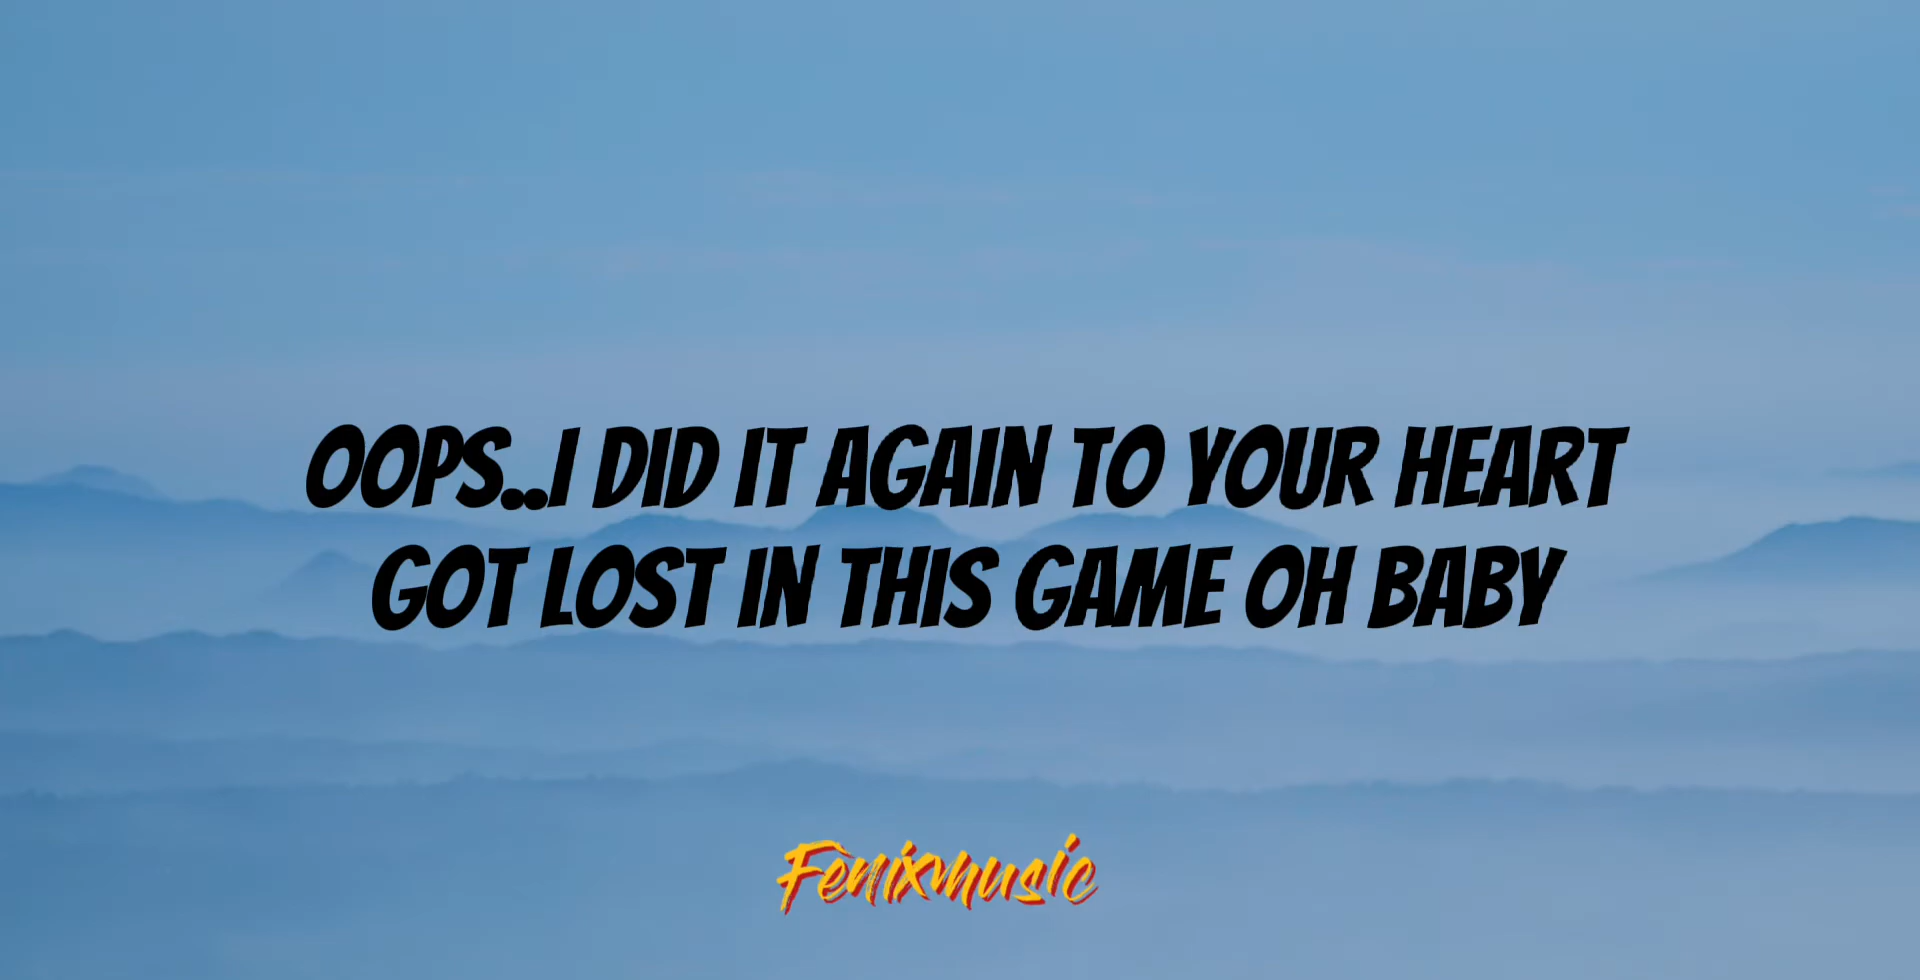 OOPS..I DID IT AGAIN TO YOUR HEART
GOT LOST IN THIS GAME OH BABY
Fenixmusic